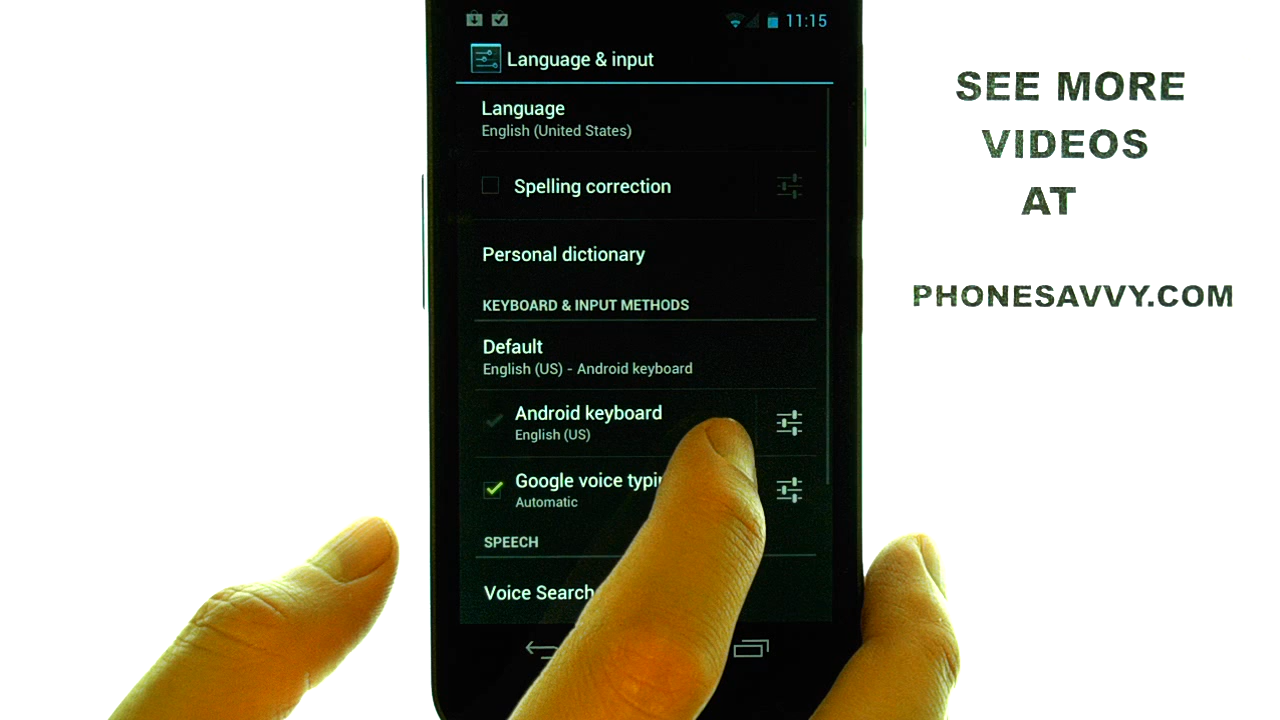 11:15
Language & input
Language
English (United States)
Spelling correction
Personal dictionary
KEYBOARD & INPUT METHODS
Default
English (US) - Android keyboard
Android keyboard
English (US)
Google voice
Automatic
SPEECH
Voice Search
SEE MORE
VIDEOS
AT
PHONESAVVY.COM